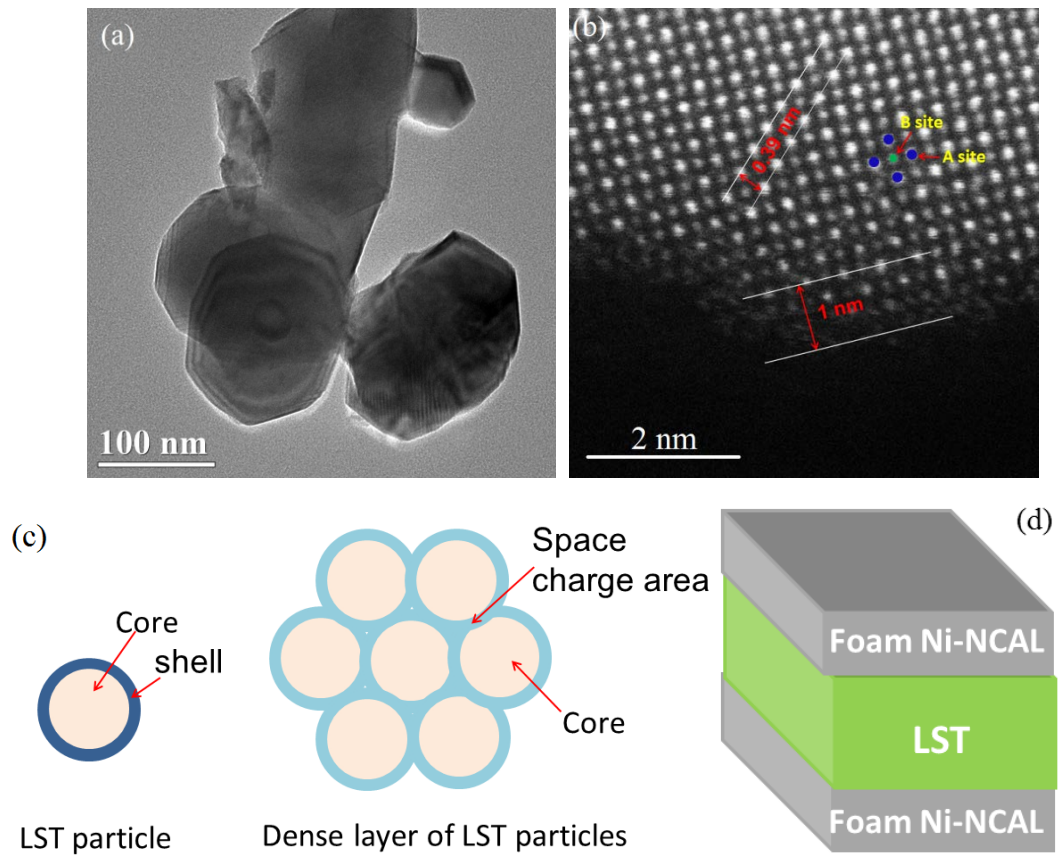 (a)
100 nm
(b)
0.39 nm
B site
A site
1 nm
2 nm
(c)
Core
shell
LST particle
Space
charge area
Core
Dense layer of LST particles
(d)
Foam Ni-NCAL
LST
Foam Ni-NCAL